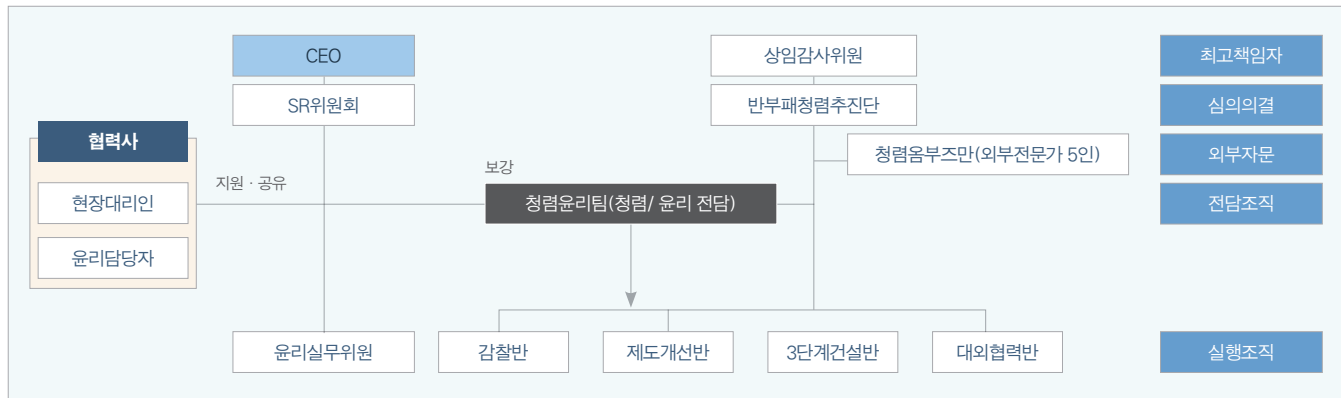 CEO
상임감사위원
최고책임자
SR위원회
반부패청렴추진단
심의의결
협력사
청렴옴부즈만(외부전문가 5인)
외부자문
지원 · 공유
보강
현장대리인
청렴윤리팀(청렴/ 윤리 전담)
전담조직
윤리담당자
윤리실무위원
감찰반
제도개선반
3단계건설반
대외협력반
실행조직